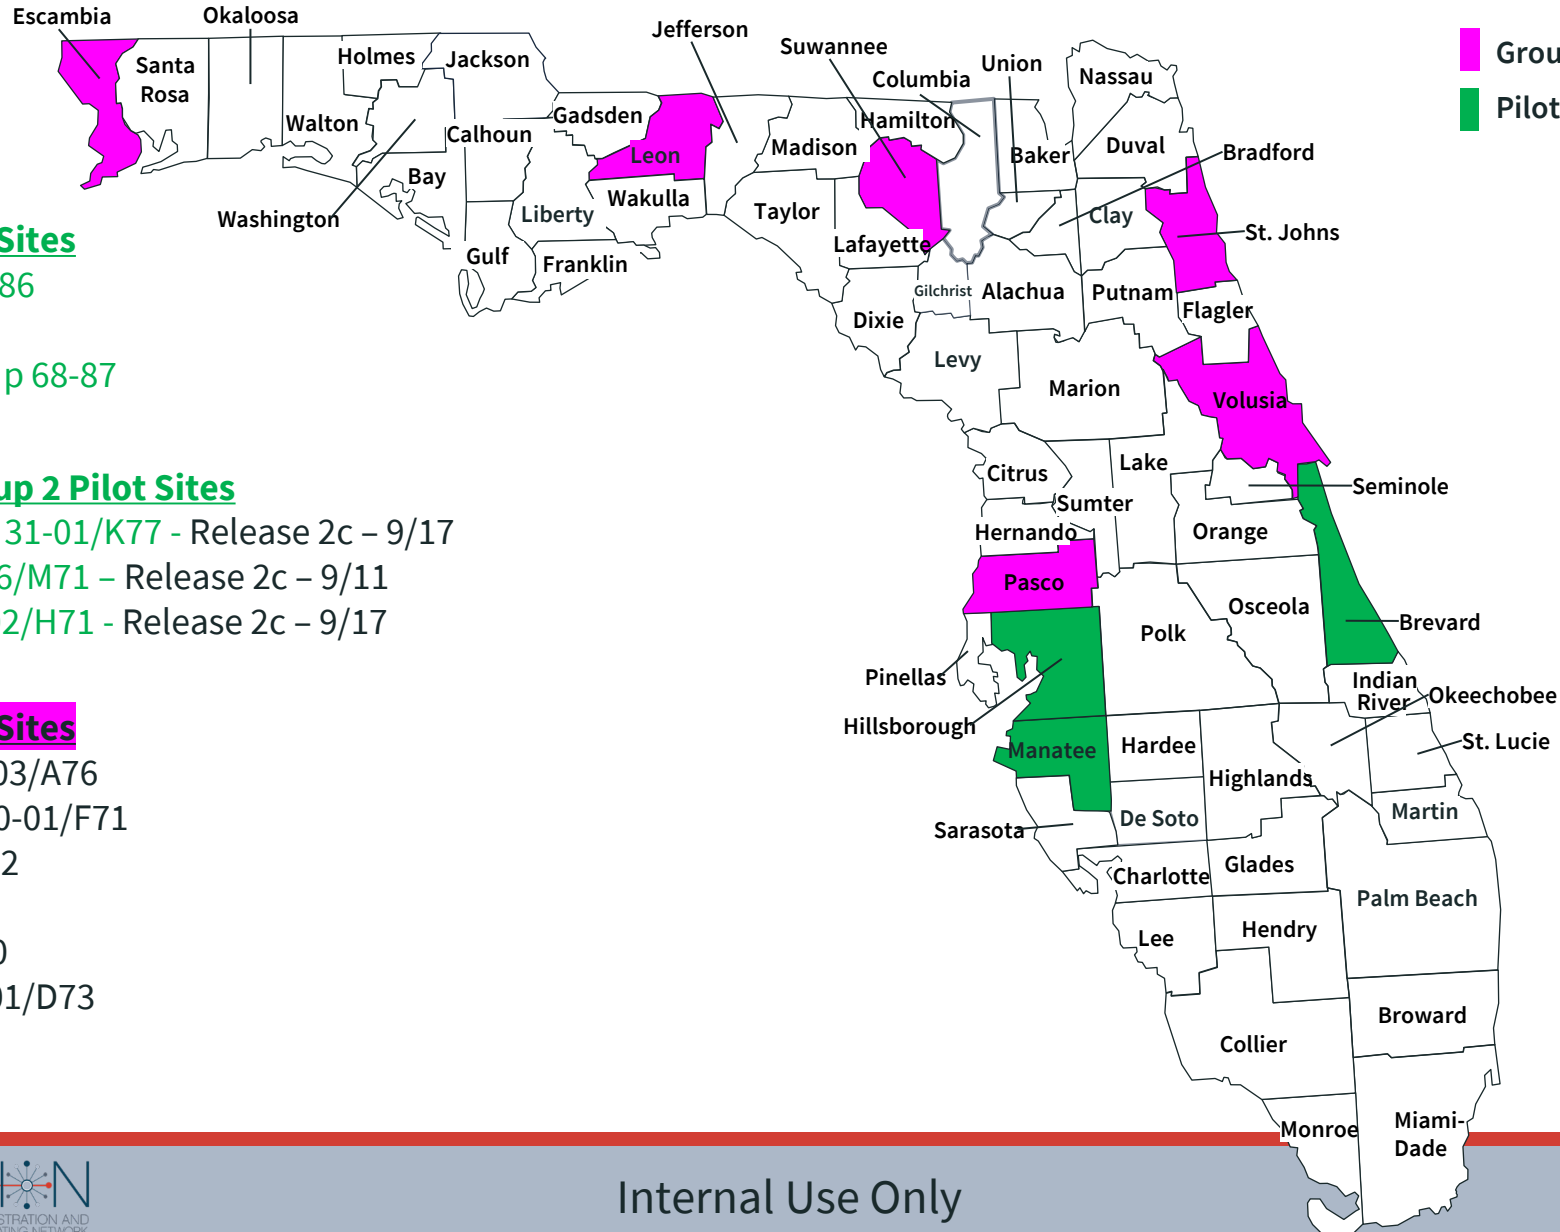 Escambia
Okaloosa
Jefferson
Suwannee
Columbia
Union
Nassau
Grou
Pilot
Santa
Rosa
Holmes
Jackson
Walton
Gadsden
Calhoun
Hamilton
Madison
Baker
Duval
Bradford
Leon
Bay
Wakulla
Washington
Liberty
Taylor
Clay
St. Johns
Lafayette
Gulf
Franklin
Gilchrist
Alachua
Putnam
Flagler
Dixie
Levy
Marion
Volusia
Citrus
Lake
Seminole
Sumter
Hernando
Orange
Pasco
Osceola
Brevard
Polk
Pinellas
Indian
River
Okeechobee
Hillsborough
Manatee
Hardee
St. Lucie
Highlands
De Soto
Martin
Sarasota
Charlotte
Glades
Palm Beach
Lee
Hendry
Collier
Broward
Monroe
Miami-
Dade
Sites
86
p 68-87
up 2 Pilot Sites
31-01/K77 - Release 2c – 9/17
6/M71 – Release 2c – 9/11
2/H71 - Release 2c – 9/17
Sites
03/A76
0-01/F71
2
0
01/D73
ION
STRATION AND
ATING NETWORK
Internal Use Only